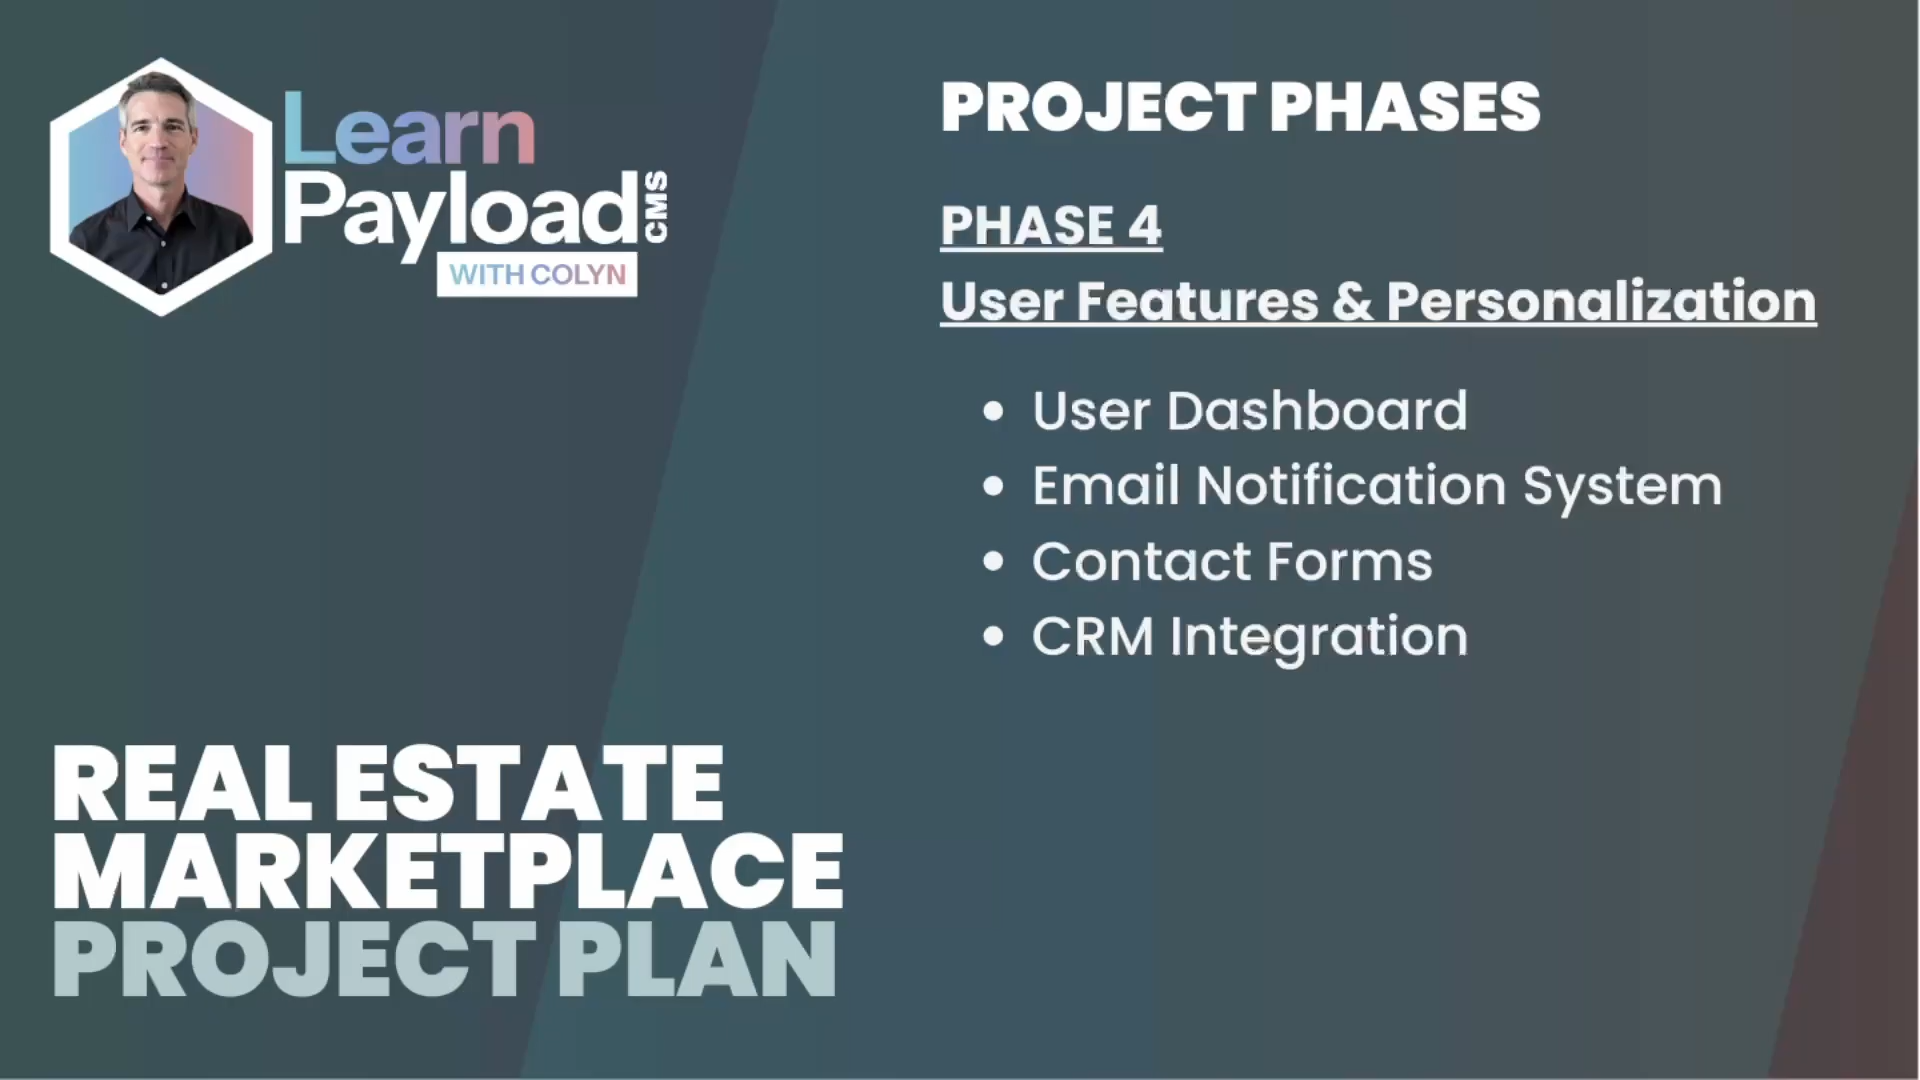 Learn
Payload
CMS
WITH COLYN
REAL ESTATE
MARKETPLACE
PROJECT PLAN
PROJECT PHASES
PHASE 4
User Features & Personalization
• User Dashboard
• Email Notification System
• Contact Forms
• CRM Integration